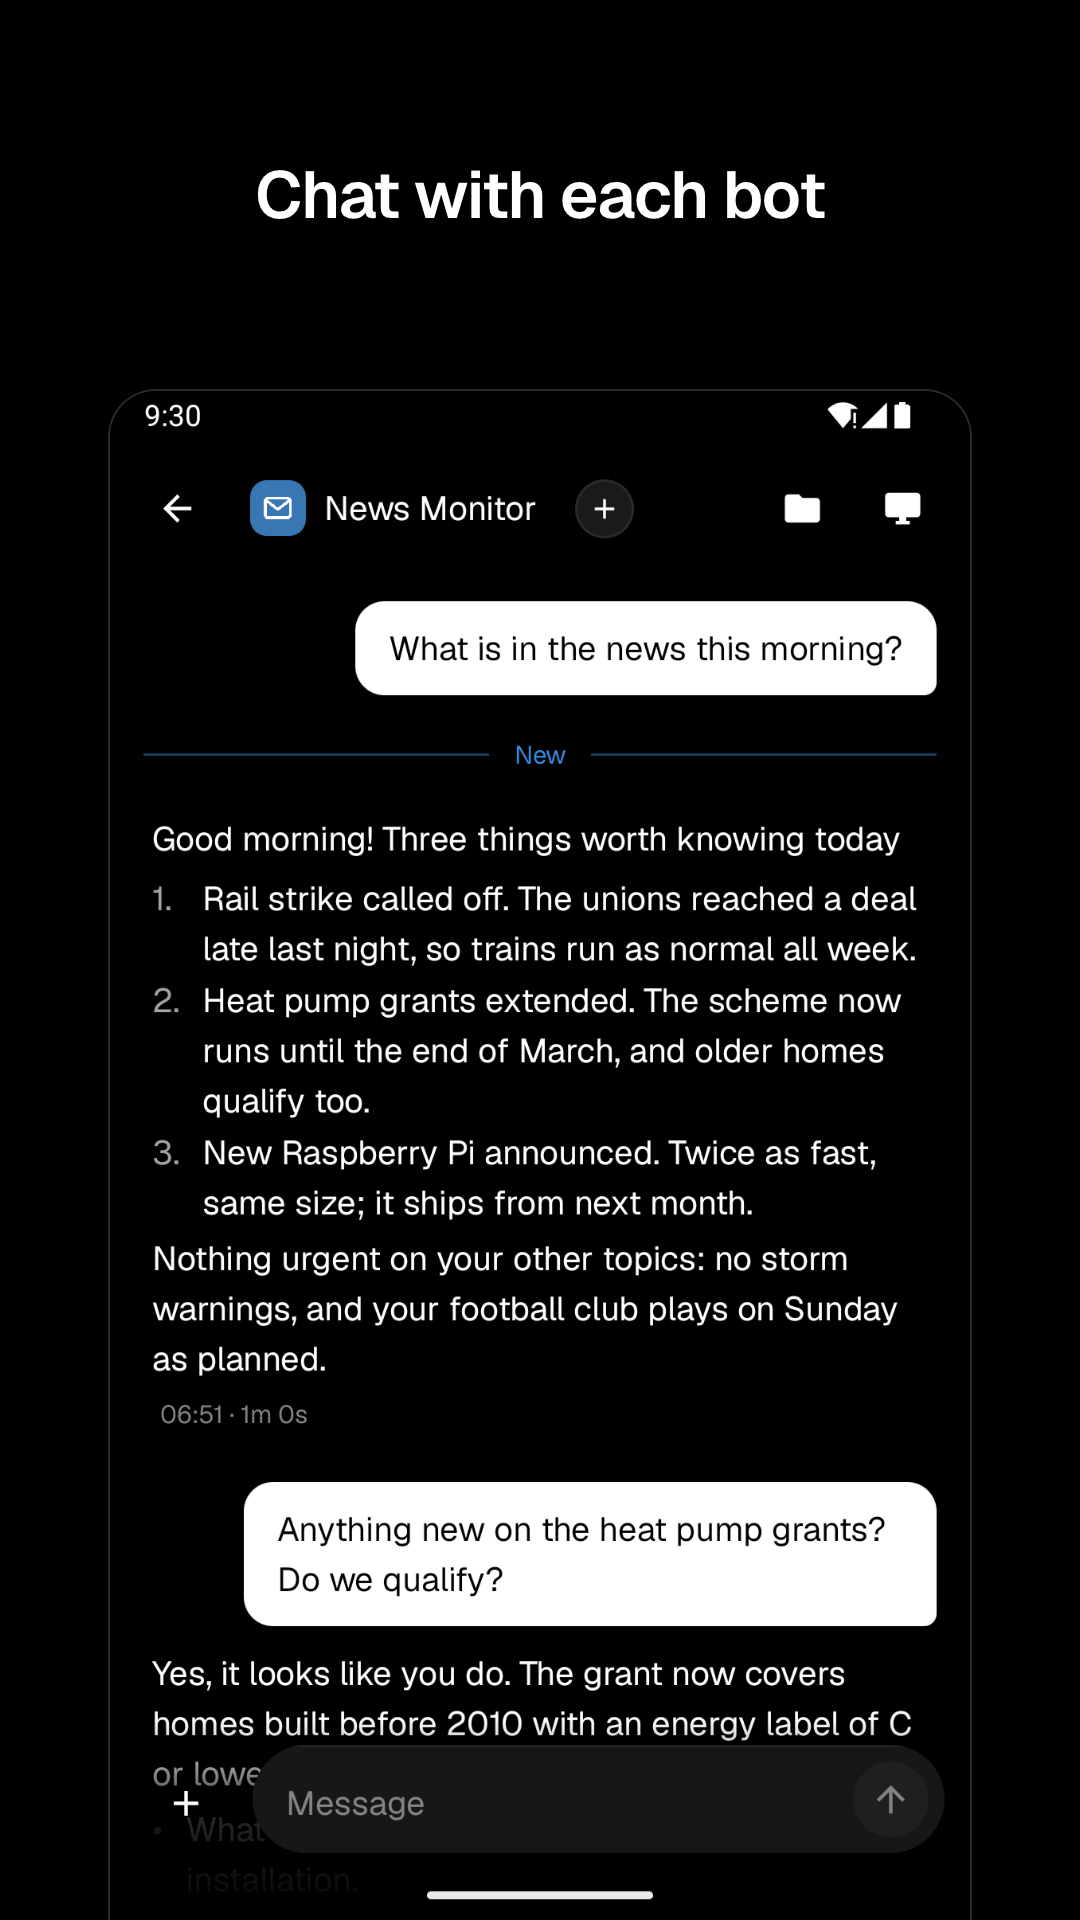 Chat with each bot
9:30
News Monitor
What is in the news this morning?
New
Good morning! Three things worth knowing today
1. Rail strike called off. The unions reached a deal
late last night, so trains run as normal all week.
2. Heat pump grants extended. The scheme now
runs until the end of March, and older homes
qualify too.
3. New Raspberry Pi announced. Twice as fast,
same size; it ships from next month.
Nothing urgent on your other topics: no storm
warnings, and your football club plays on Sunday
as planned.
06:51 · 1m 0s
Anything new on the heat pump grants?
Do we qualify?
Yes, it looks like you do. The grant now covers
homes built before 2010 with an energy label of C
or lowe
Message
• What
installation.